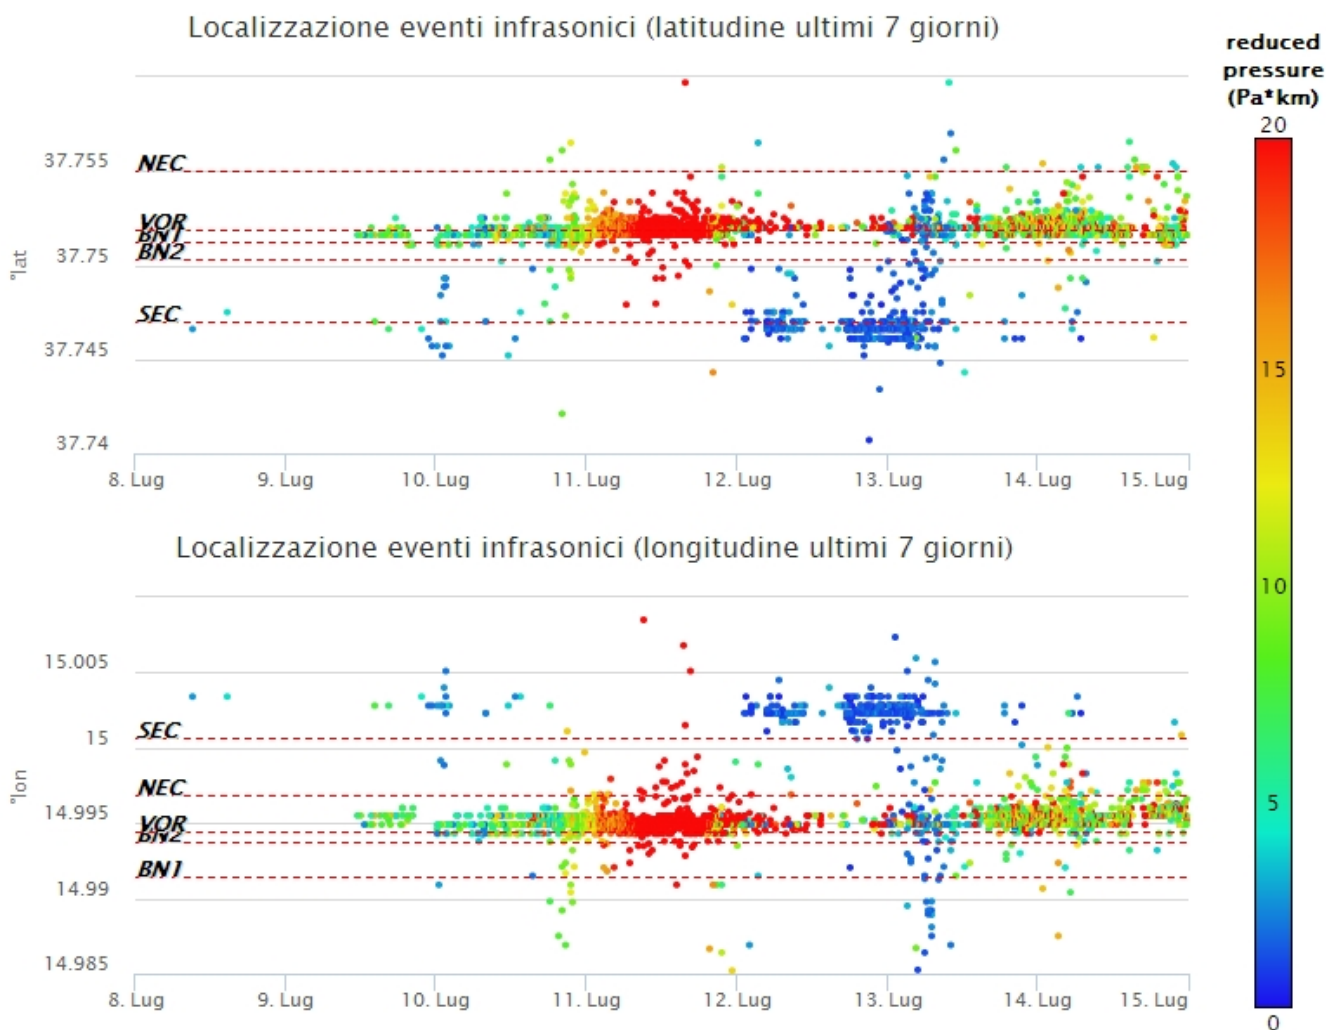 Localizzazione eventi infrasonici (latitudine ultimi 7 giorni)
reduced
pressure
(Pa*km)
20
15
10
5
0
°lat
37.755
37.75
37.745
37.74
NEC
VOR
BN1
BN2
SEC
8. Lug 9. Lug 10. Lug 11. Lug 12. Lug 13. Lug 14. Lug 15. Lug
Localizzazione eventi infrasonici (longitudine ultimi 7 giorni)
°lon
15.005
15
14.995
14.99
14.985
SEC
NEC
VOR
BN2
BN1
8. Lug 9. Lug 10. Lug 11. Lug 12. Lug 13. Lug 14. Lug 15. Lug